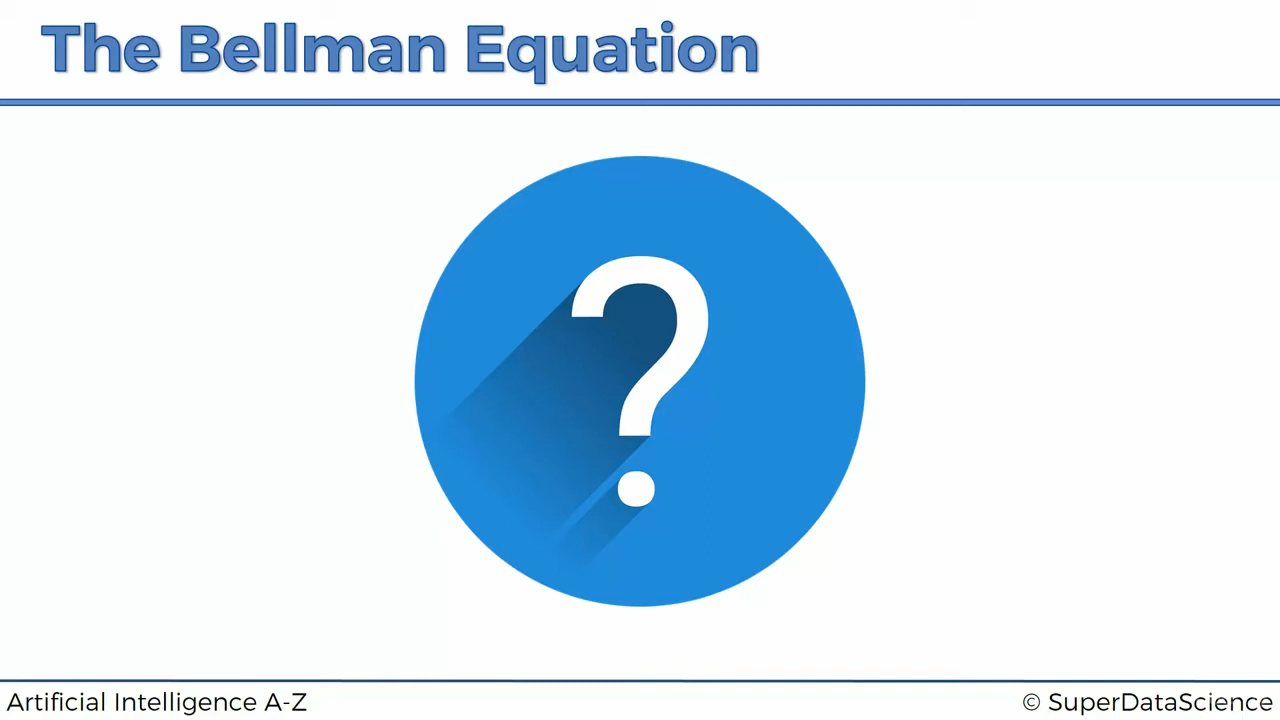 The Bellman Equation
?
Artificial Intelligence A-Z
© SuperDataScience